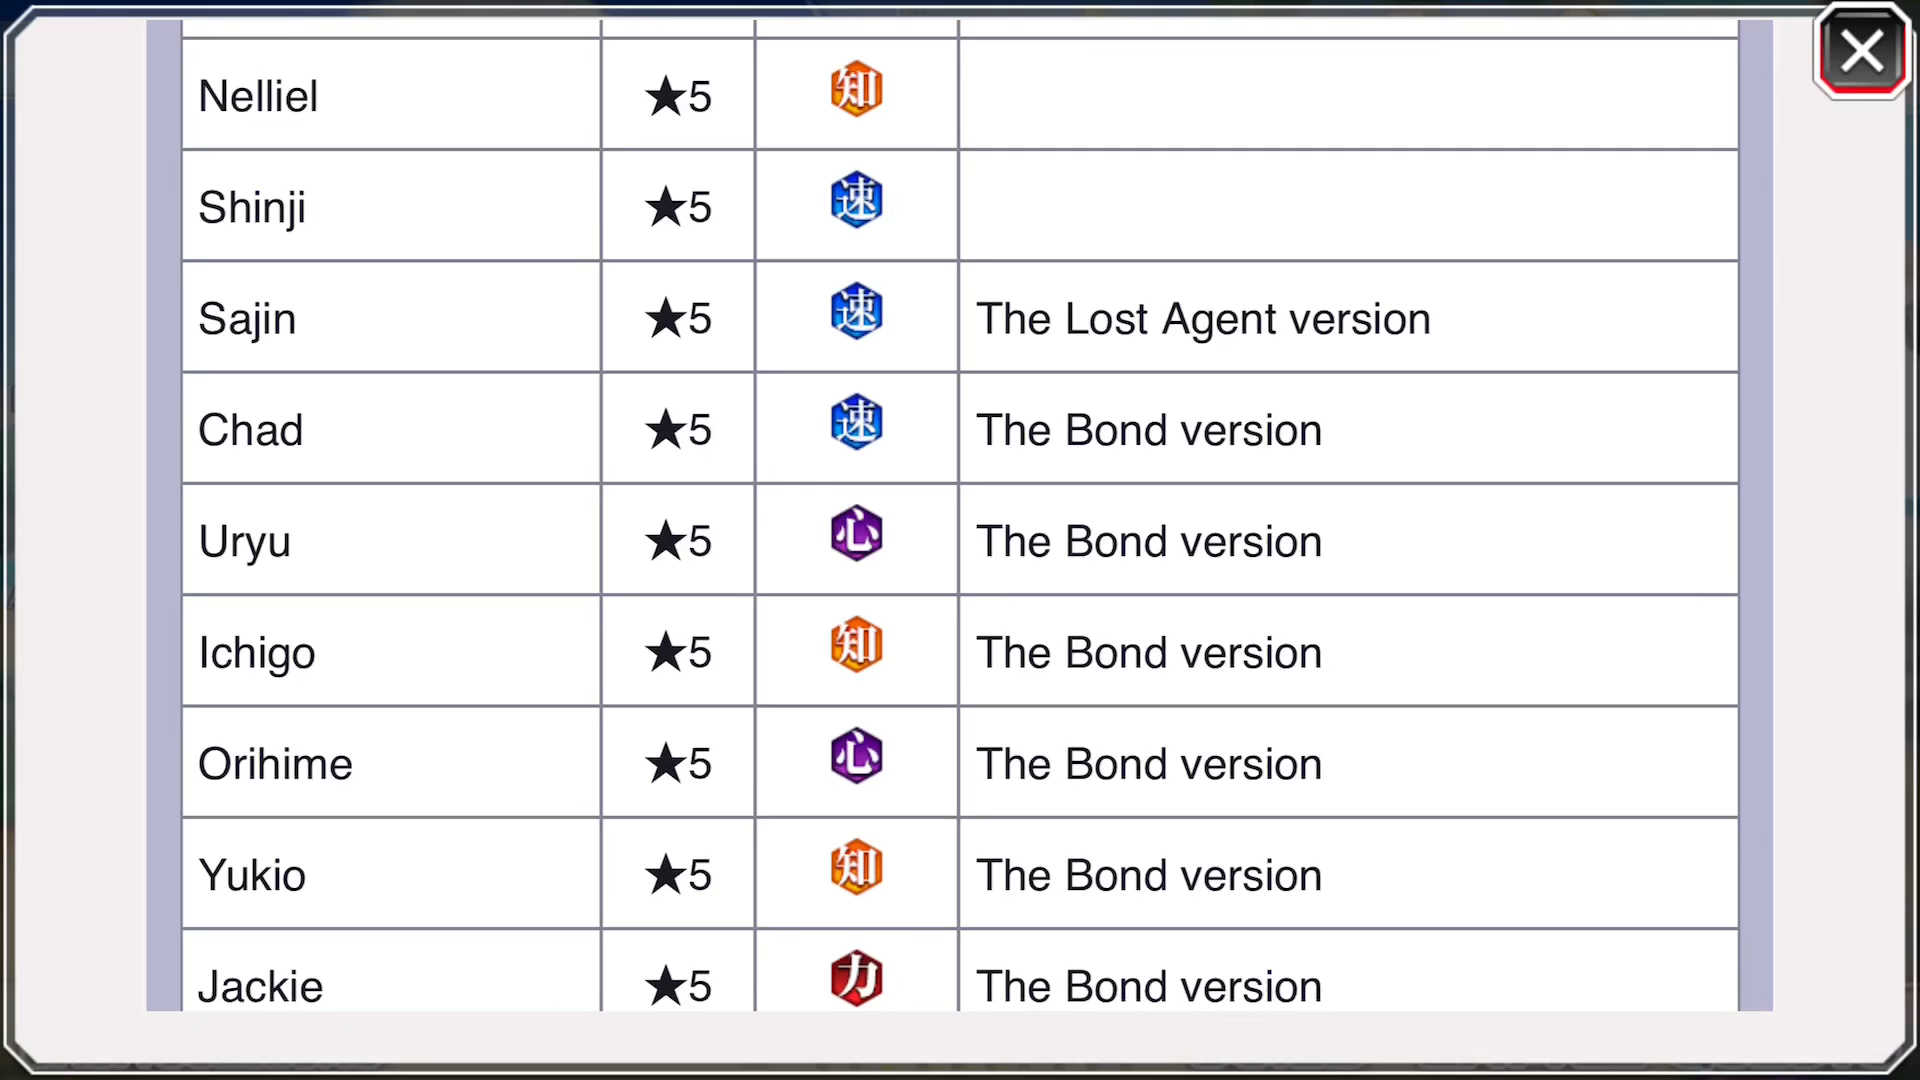 Nelliel ★5 知
Shinji ★5 速
Sajin ★5 速 The Lost Agent version
Chad ★5 速 The Bond version
Uryu ★5 心 The Bond version
Ichigo ★5 知 The Bond version
Orihime ★5 心 The Bond version
Yukio ★5 知 The Bond version
Jackie ★5 力 The Bond version